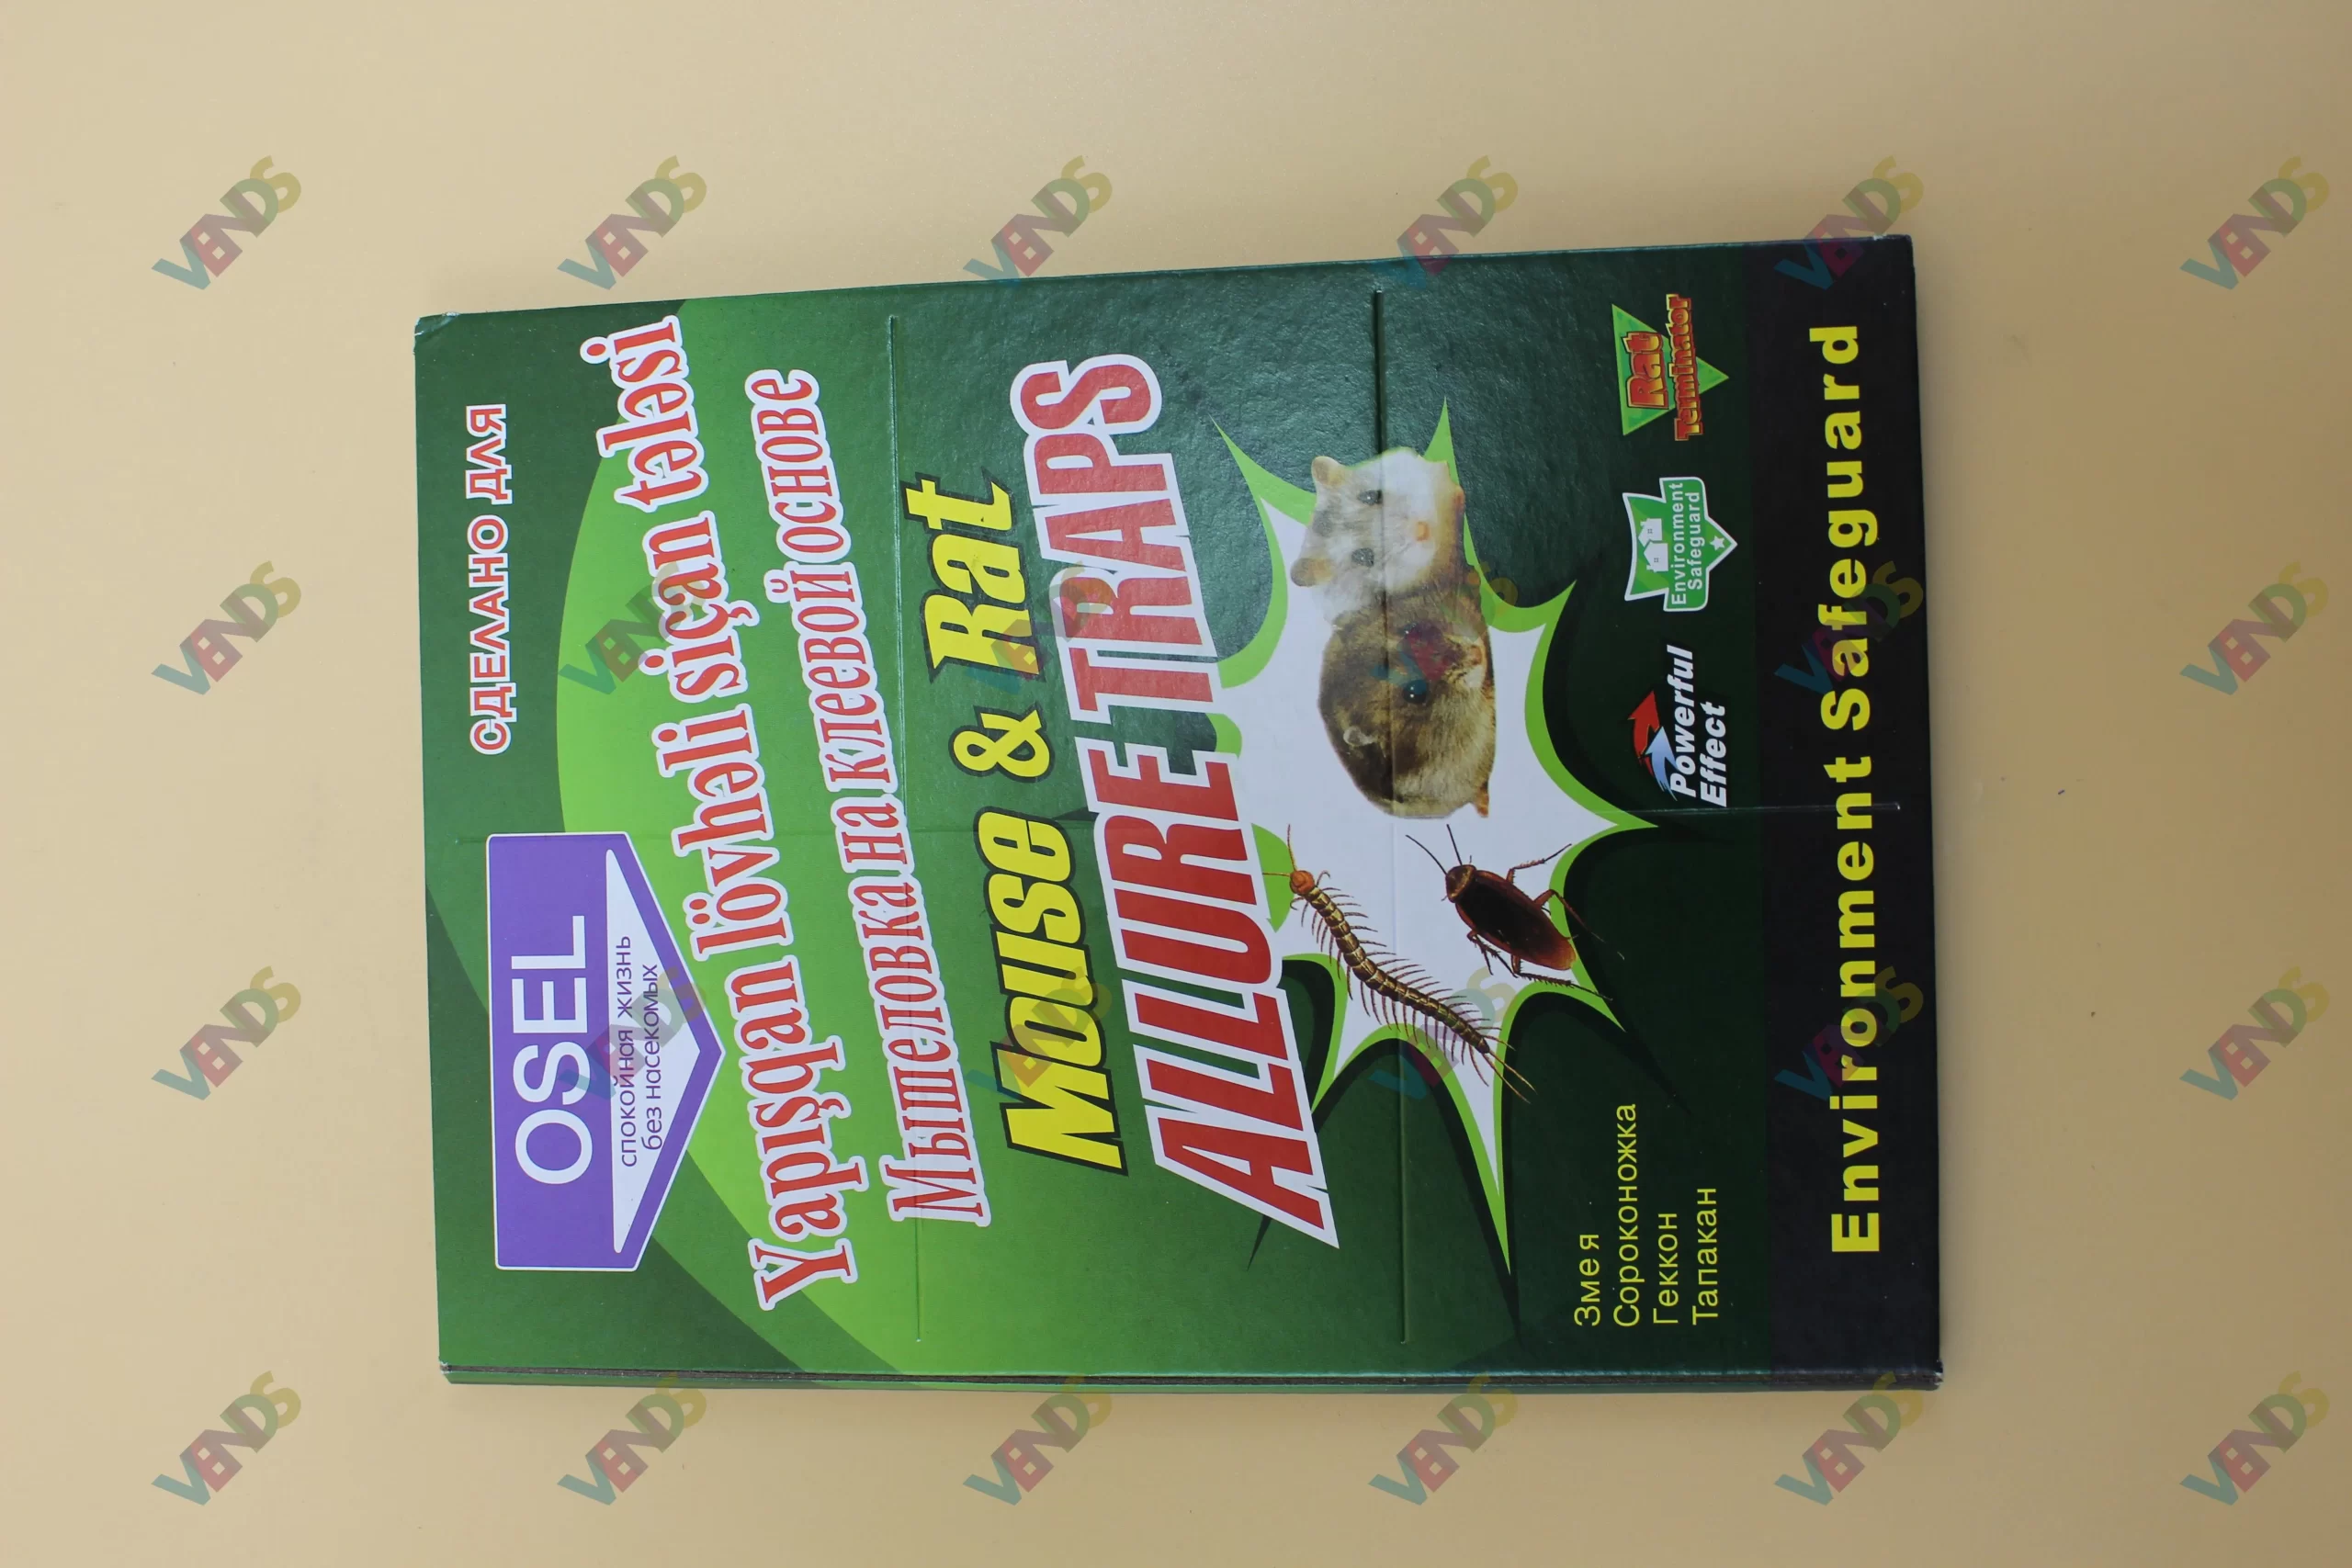 СДЕЛАНО ДЛЯ
OSEL
спокойная жизнь
без насекомых
Yapışqan lövhəli siçan tələsi
Мышеловка на клеевой основе
Mouse & Rat
ALLURE TRAPS
Змея
Сороконожка
Геккон
Тапакан
Powerful
Effect
Environment
Safeguard
Rat
Terminator
Environment Safeguard
VENDS